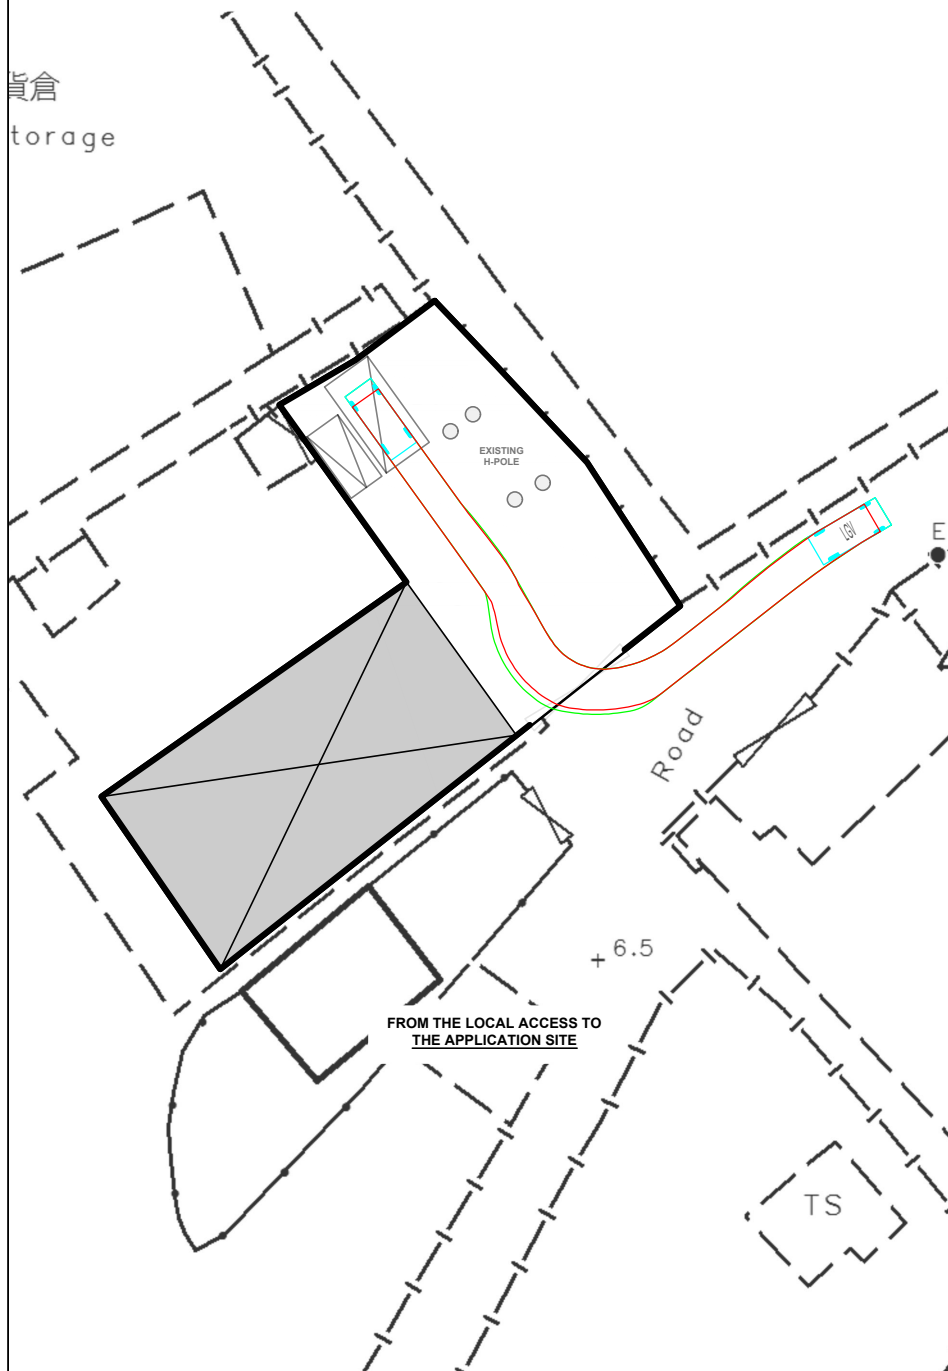 貨倉
torage
EXISTING
H-POLE
LGV
E
Road
6.5
FROM THE LOCAL ACCESS TO
THE APPLICATION SITE
TS